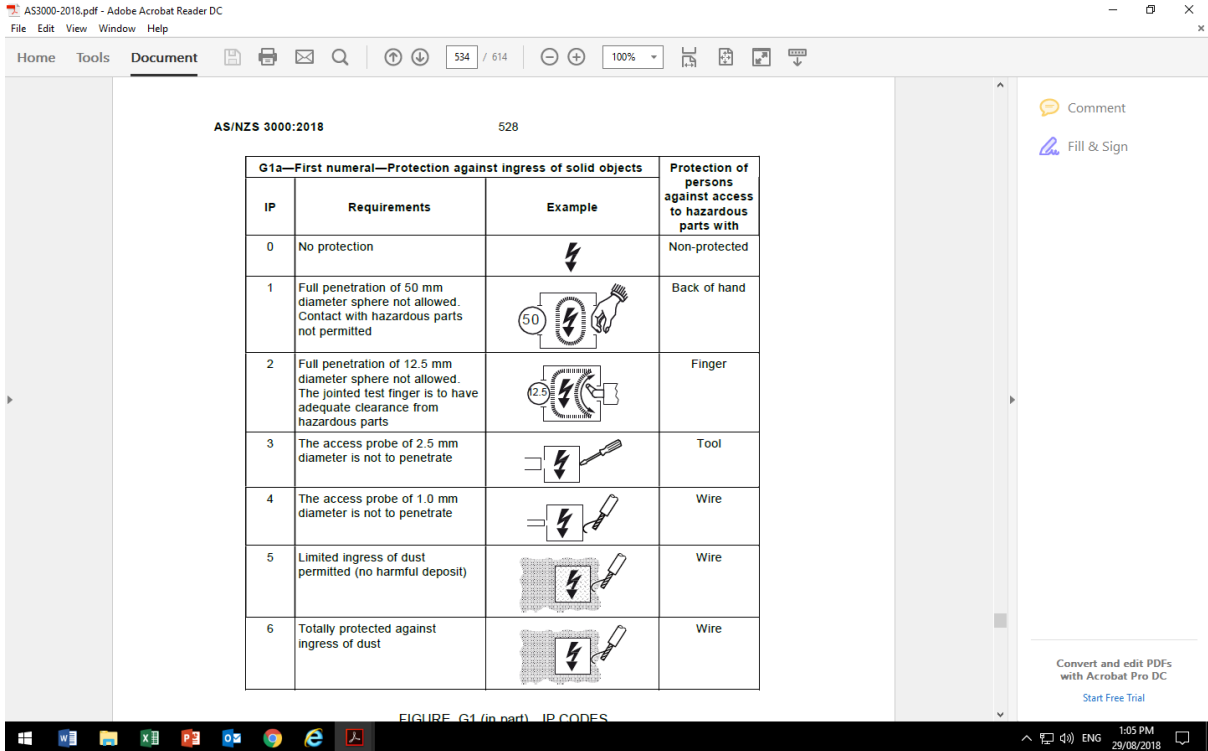 AS3000-2018.pdf - Adobe Acrobat Reader DC
File Edit View Window Help
Home Tools Document 534 / 614 100%
Comment
Fill & Sign
AS/NZS 3000:2018 528
G1a—First numeral—Protection against ingress of solid objects
Protection of
persons
against access
to hazardous
parts with
IP Requirements Example
0 No protection Non-protected
1 Full penetration of 50 mm Back of hand
diameter sphere not allowed.
Contact with hazardous parts
not permitted
50
2 Full penetration of 12.5 mm Finger
diameter sphere not allowed.
The jointed test finger is to have
adequate clearance from
hazardous parts
12.5
3 The access probe of 2.5 mm Tool
diameter is not to penetrate
4 The access probe of 1.0 mm Wire
diameter is not to penetrate
5 Limited ingress of dust Wire
permitted (no harmful deposit)
6 Totally protected against Wire
ingress of dust
FIGURE G1 (in part) IP CODES
Convert and edit PDFs
with Acrobat Pro DC
Start Free Trial
ENG 1:05 PM
29/08/2018